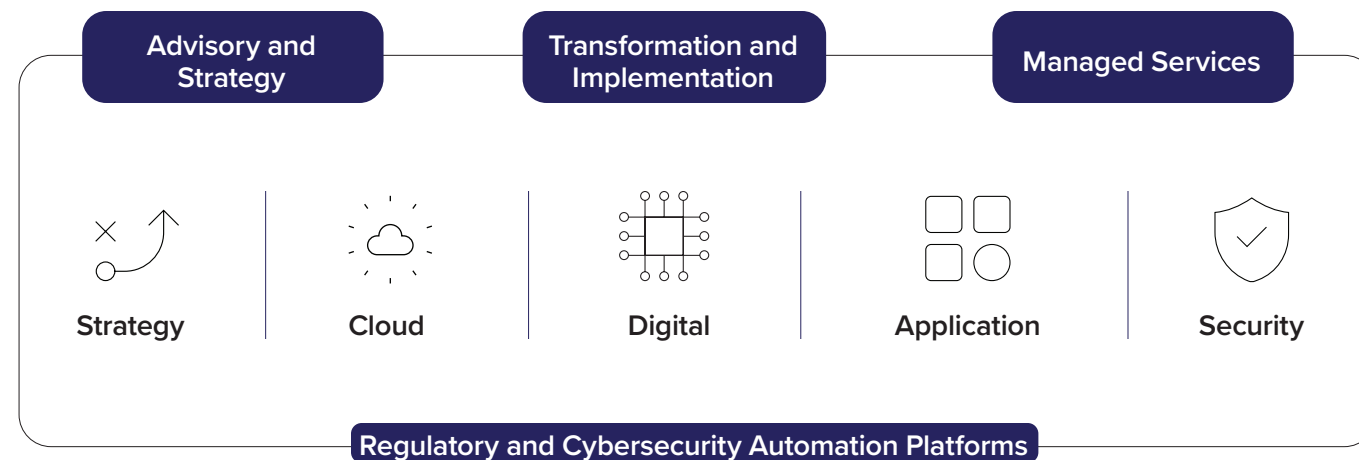 Advisory and
Strategy
Transformation and
Implementation
Managed Services
Strategy
Cloud
Digital
Application
Security
Regulatory and Cybersecurity Automation Platforms